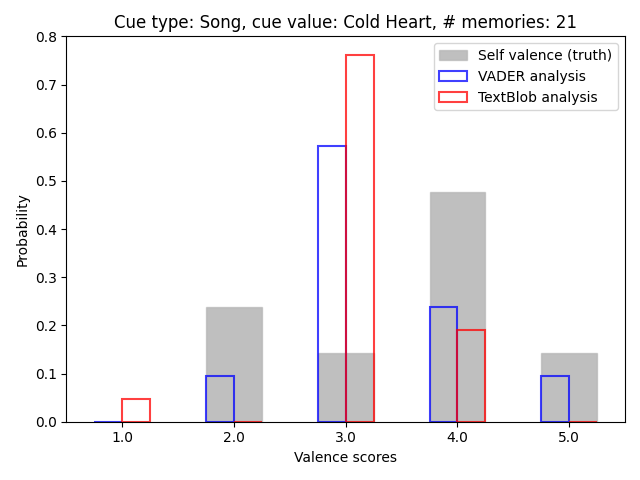 Cue type: Song, cue value: Cold Heart, # memories: 21
Self valence (truth)
VADER analysis
TextBlob analysis
Probability
0.8
0.7
0.6
0.5
0.4
0.3
0.2
0.1
0.0
1.0 2.0 3.0 4.0 5.0
Valence scores